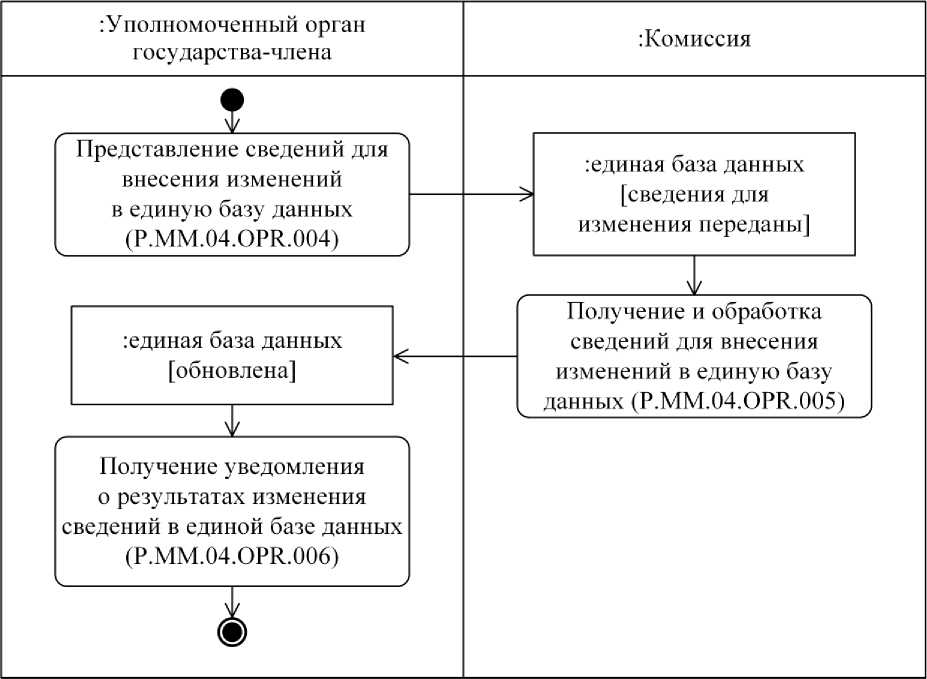 :Уполномоченный орган
государства-члена
:Комиссия
Представление сведений для
внесения изменений
в единую базу данных
(P.MM.04.OPR.004)
:единая база данных
[сведения для
изменения переданы]
Получение и обработка
сведений для внесения
изменений в единую базу
данных (P.MM.04.OPR.005)
:единая база данных
[обновлена]
Получение уведомления
о результатах изменения
сведений в единой базе данных
(P.MM.04.OPR.006)